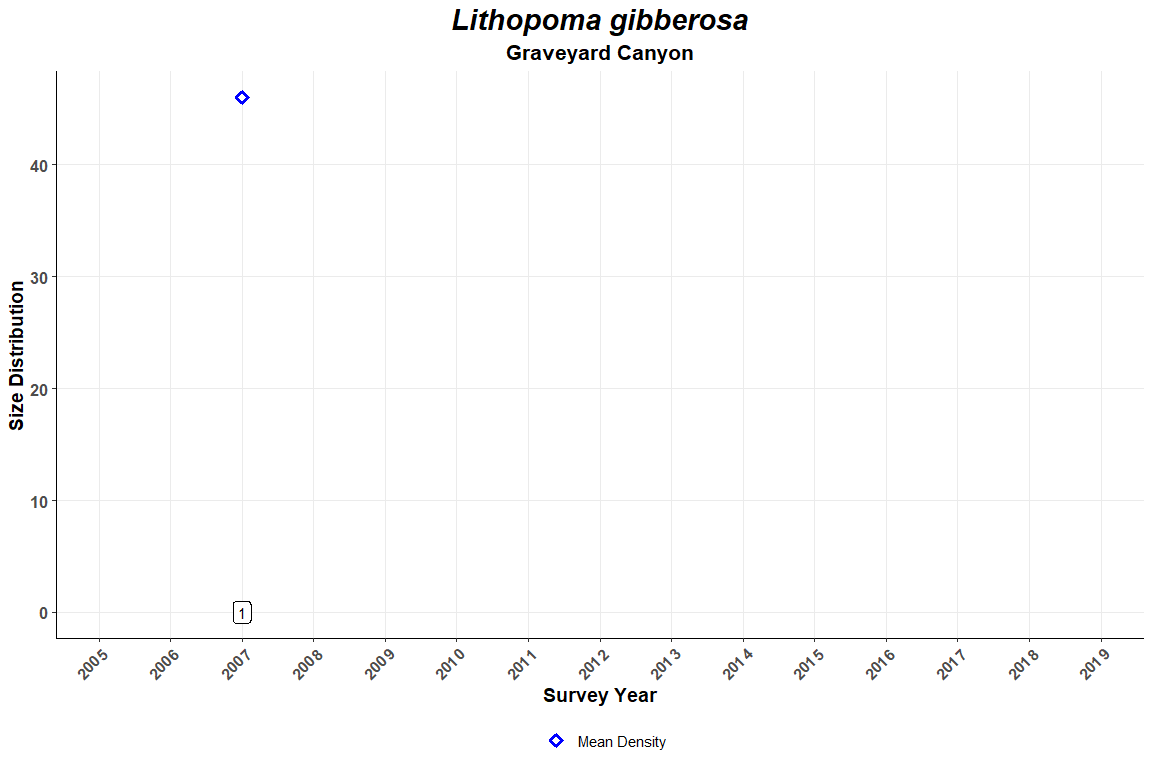 Lithopoma gibberosa
Graveyard Canyon
Size Distribution
40
30
20
10
0
1
2005 2006 2007 2008 2009 2010 2011 2012 2013 2014 2015 2016 2017 2018 2019
Survey Year
Mean Density